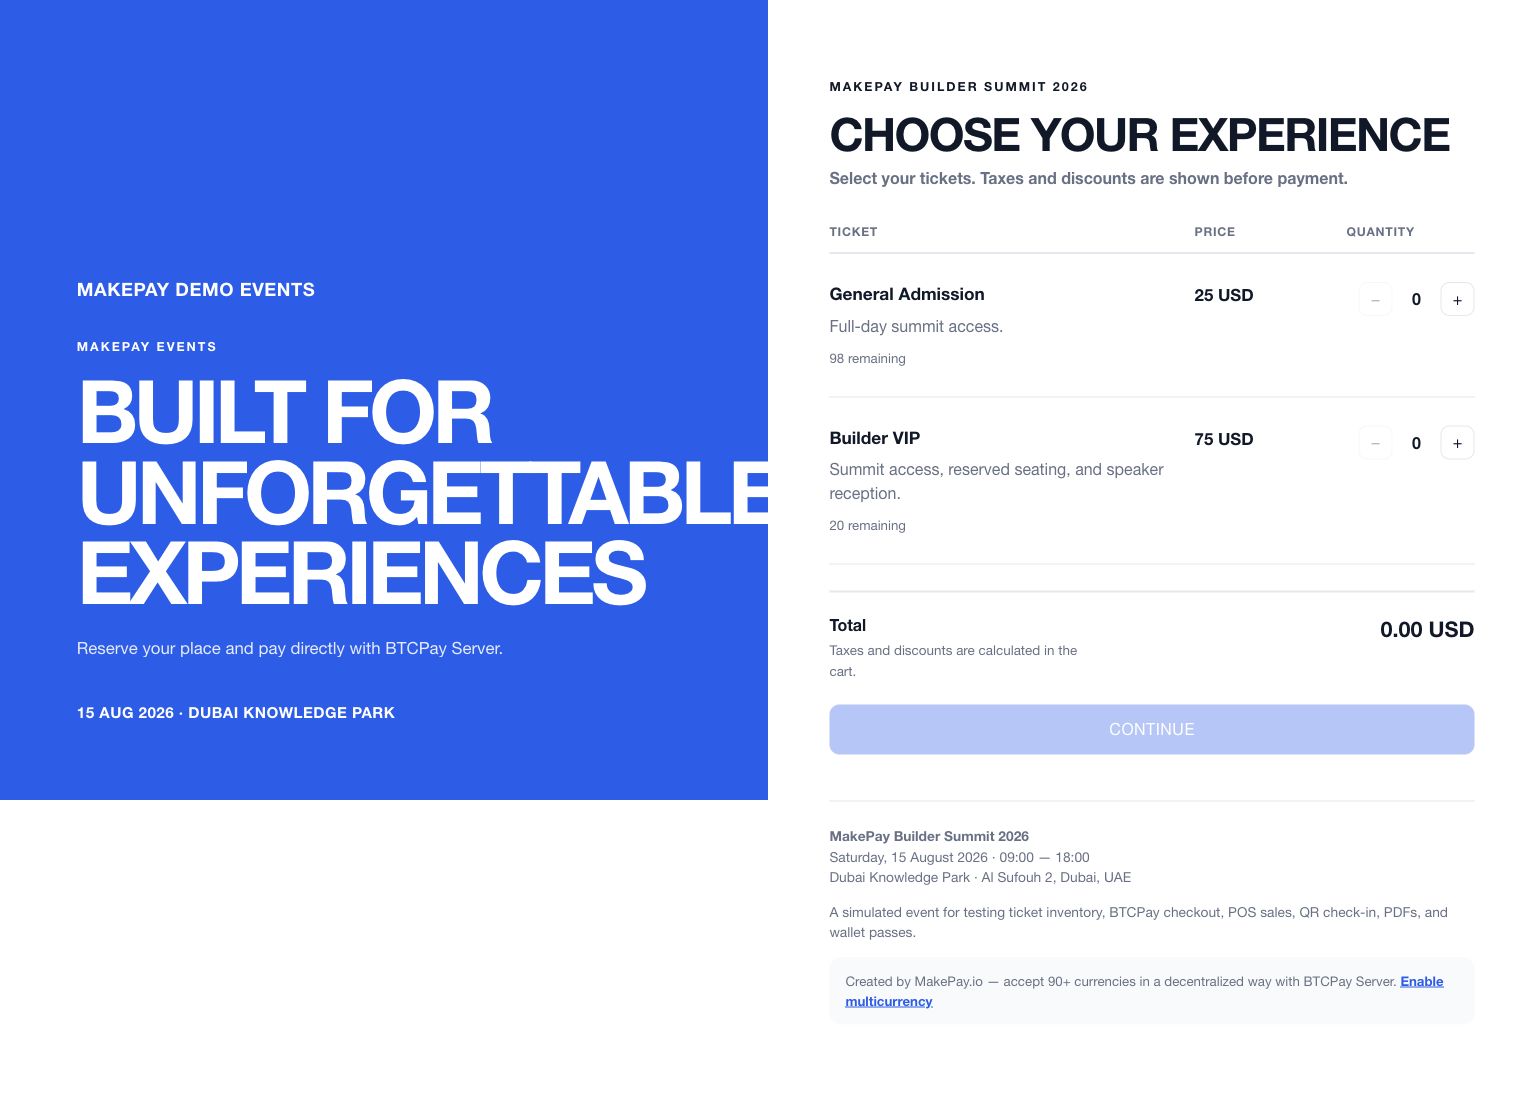 MAKEPAY DEMO EVENTS
MAKEPAY EVENTS
BUILT FOR
UNFORGETTABLE
EXPERIENCES
Reserve your place and pay directly with BTCPay Server.
15 AUG 2026 · DUBAI KNOWLEDGE PARK
MAKEPAY BUILDER SUMMIT 2026
CHOOSE YOUR EXPERIENCE
Select your tickets. Taxes and discounts are shown before payment.
TICKET PRICE QUANTITY
General Admission 25 USD − 0 +
Full-day summit access.
98 remaining
Builder VIP 75 USD − 0 +
Summit access, reserved seating, and speaker
reception.
20 remaining
Total 0.00 USD
Taxes and discounts are calculated in the
cart.
CONTINUE
MakePay Builder Summit 2026
Saturday, 15 August 2026 · 09:00 — 18:00
Dubai Knowledge Park · Al Sufouh 2, Dubai, UAE
A simulated event for testing ticket inventory, BTCPay checkout, POS sales, QR check-in, PDFs, and
wallet passes.
Created by MakePay.io — accept 90+ currencies in a decentralized way with BTCPay Server. Enable
multicurrency